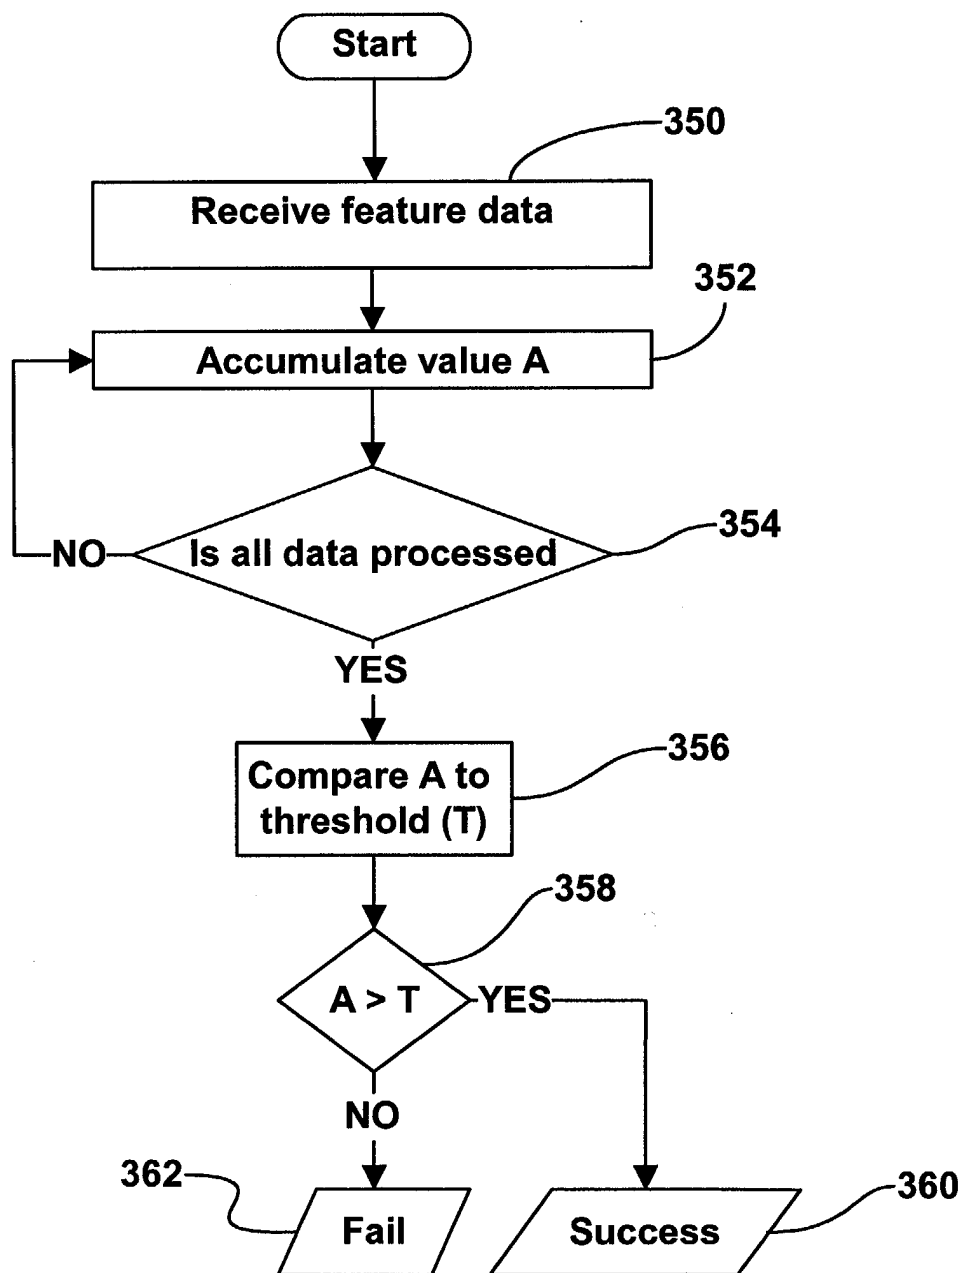 Start
350
Receive feature data
352
Accumulate value A
354
Is all data processed
NO
YES
356
Compare A to
threshold (T)
358
A > T
YES
NO
362
Fail
Success
360